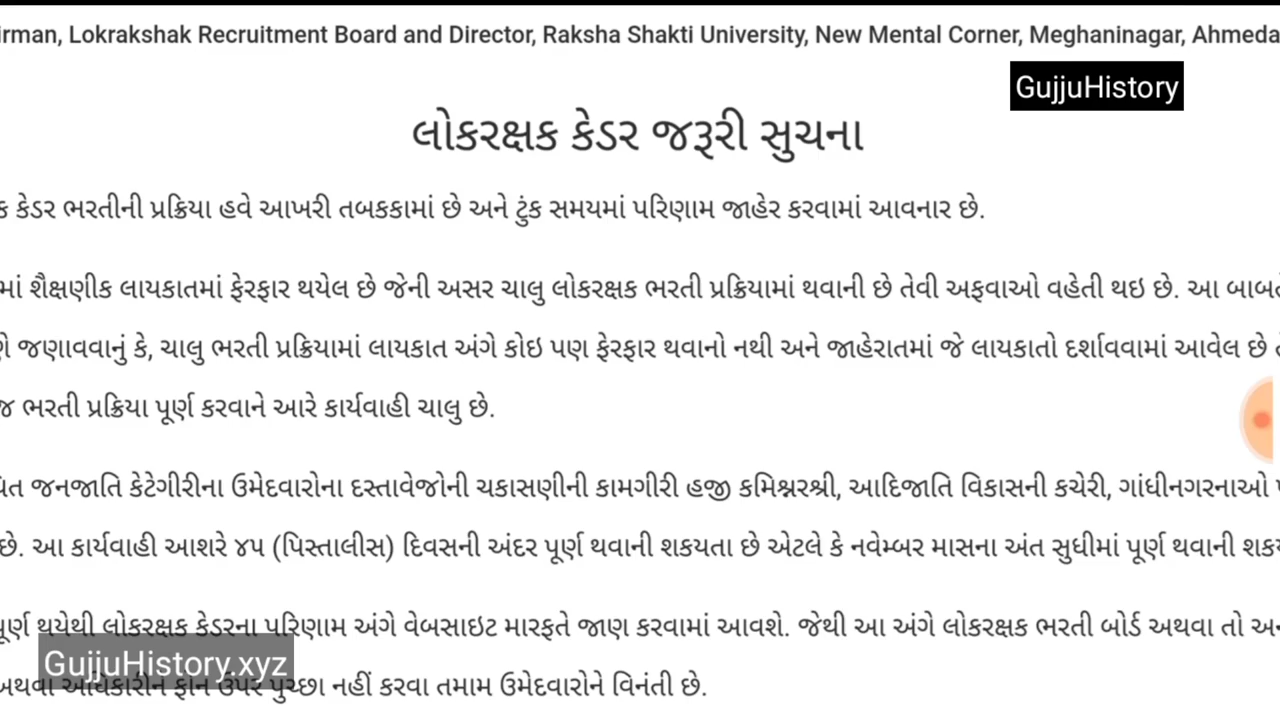 Lokrakshak Recruitment Board and Director, Raksha Shakti University, New Mental Corner, Meghaninagar,
GujjuHistory
લોકરક્ષક કેડર જરૂરી સુચના
કેડર ભરતીની પ્રક્રિયા હવે આખરી તબકકામાં છે અને ટુંક સમયમાં પરિણામ જાહેર કરવામાં આવનાર છે.
શૈક્ષણીક લાયકાતમાં ફેરફાર થયેલ છે જેની અસર ચાલુ લોકરક્ષક ભરતી પ્રક્રિયામાં થવાની છે તેવી અફવાઓ વહેતી થઇ છે. આ
જણાવવાનું કે, ચાલુ ભરતી પ્રક્રિયામાં લાયકાત અંગે કોઇ પણ ફેરફાર થવાનો નથી અને જાહેરાતમાં જે લાયકાતો દર્શાવવામાં આવેલ છે
જ ભરતી પ્રક્રિયા પૂર્ણ કરવાને આરે કાર્યવાહી ચાલુ છે.
જનજાતિ કેટેગીરીના ઉમેદવારોના દસ્તાવેજોની ચકાસણીની કામગીરી હજી કમિશ્નરશ્રી, આદિજાતિ વિકાસની કચેરી, ગાંધીનગરનાઓ
છે. આ કાર્યવાહી આશરે ૪૫ (પિસ્તાલીસ) દિવસની અંદર પૂર્ણ થવાની શકયતા છે એટલે કે નવેમ્બર માસના અંત સુધીમાં પૂર્ણ થવાની
પૂર્ણ થયેથી લોકરક્ષક કેડરના પરિણામ અંગે વેબસાઇટ મારફતે જાણ કરવામાં આવશે. જેથી આ અંગે લોકરક્ષક ભરતી બોર્ડ અથવા તો
GujjuHistory.xyz
અથવા અધિકારીને ફોન ઉપર પુચ્છા નહીં કરવા તમામ ઉમેદવારોને વિનંતી છે.